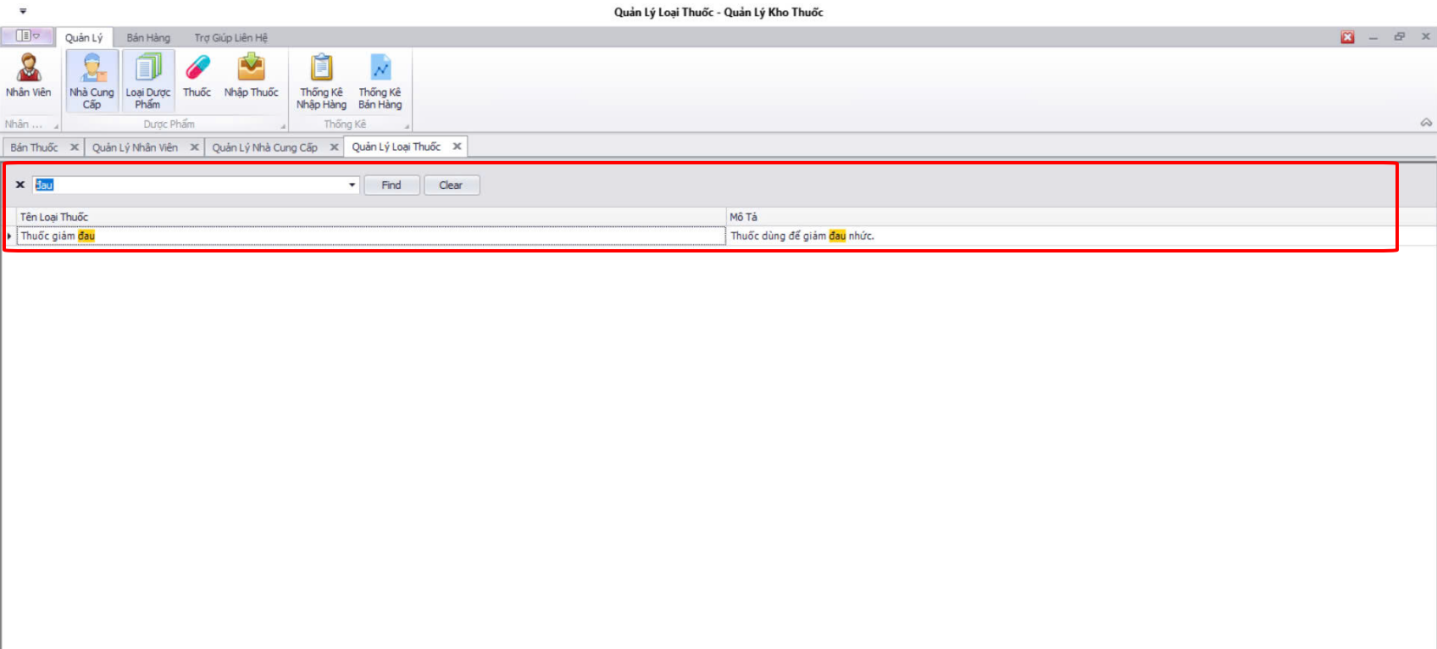 Quản Lý Loại Thuốc - Quản Lý Kho Thuốc
Quản Lý Bán Hàng Trợ Giúp Liên Hệ
Nhân Viên
Nhà Cung Cấp
Loại Dược Phẩm
Thuốc
Nhập Thuốc
Thống Kê Nhập Hàng
Thống Kê Bán Hàng
Nhân ... Dược Phẩm Thống Kê
Bán Thuốc Quản Lý Nhân Viên Quản Lý Nhà Cung Cấp Quản Lý Loại Thuốc
đau Find Clear
Tên Loại Thuốc Mô Tả
Thuốc giảm đau Thuốc dùng để giảm đau nhức.